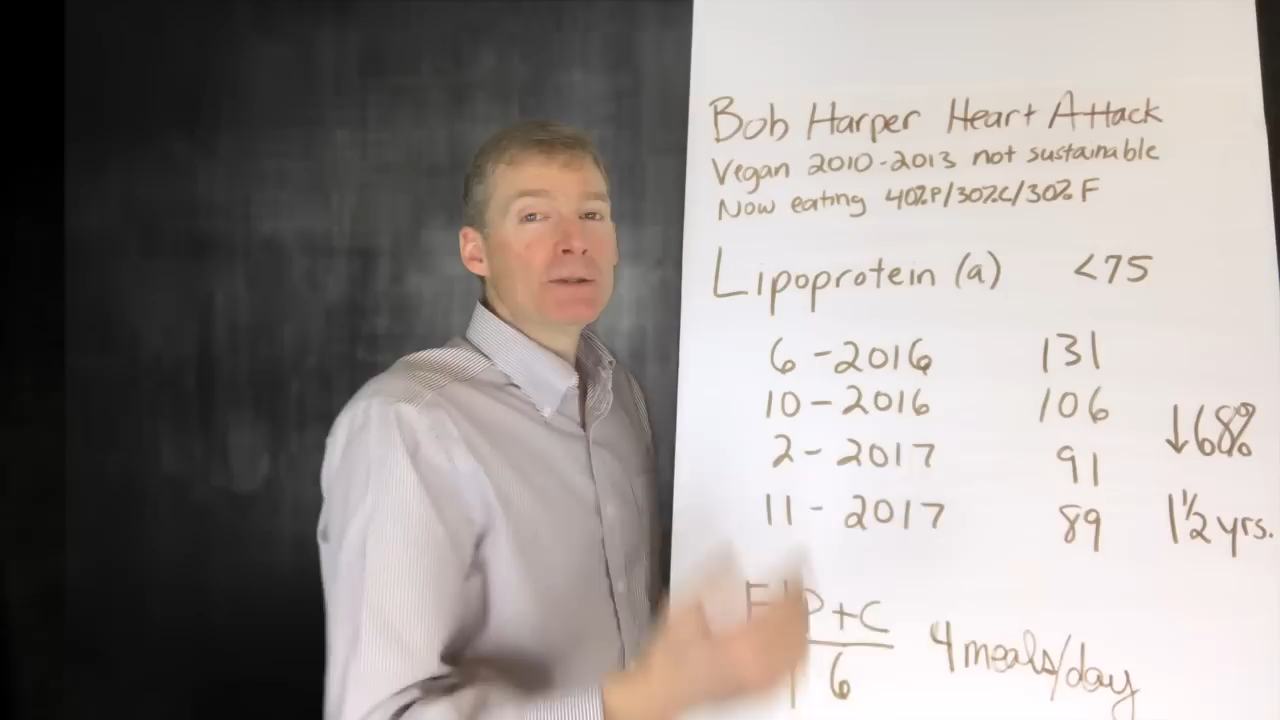 Bob Harper Heart Attack
Vegan 2010-2013 not sustainable
Now eating 40%P/30%C/30%F
Lipoprotein (a) <75
6-2016 131
10-2016 106
2-2017 91
11-2017 89
↓68%
1½ yrs.
F P+C
6
4 meals/day